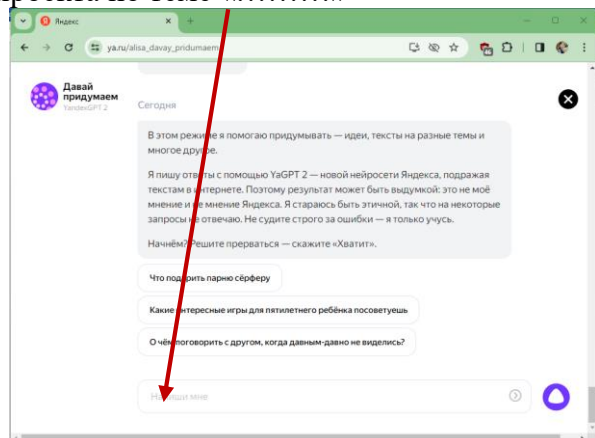 Яндекс
ya.ru/alisa_davay_pridumaem
Давай
придумаем
YandexGPT 2
Сегодня
В этом режиме я помогаю придумывать — идеи, тексты на разные темы и
многое другое.
Я пишу ответы с помощью YaGPT 2 — новой нейросети Яндекса, подражая
текстам в интернете. Поэтому результат может быть выдумкой: это не моё
мнение и не мнение Яндекса. Я стараюсь быть этичной, так что на некоторые
запросы не отвечаю. Не судите строго за ошибки — я только учусь.
Начнём? Решите прерваться — скажите «Хватит».
Что подарить парню сёрферу
Какие интересные игры для пятилетнего ребёнка посоветуешь
О чём поговорить с другом, когда давным-давно не виделись?
Напиши мне